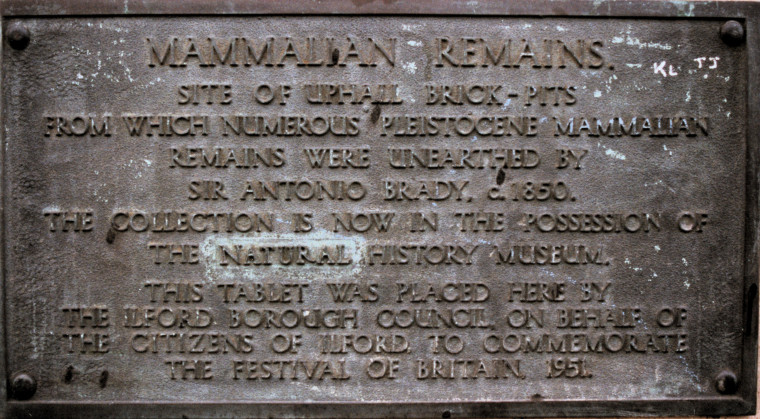 MAMMALIAN REMAINS.
KL JJ
SITE OF UPHALL BRICK-PITS
FROM WHICH NUMEROUS PLEISTOCENE MAMMALIAN
REMAINS WERE UNEARTHED BY
SIR ANTONIO BRADY, c.1850.
THE COLLECTION IS NOW IN THE POSSESSION OF
THE NATURAL HISTORY MUSEUM.
THIS TABLET WAS PLACED HERE BY
THE ILFORD BOROUGH COUNCIL, ON BEHALF OF
THE CITIZENS OF ILFORD, TO COMMEMORATE
THE FESTIVAL OF BRITAIN, 1951.